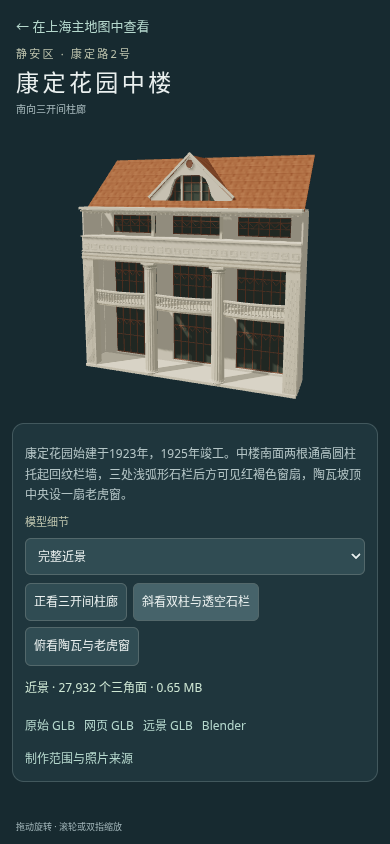 ← 在上海主地图中查看
静安区 · 康定路2号
康定花园中楼
南向三开间柱廊
康定花园始建于1923年，1925年竣工。中楼南面两根通高圆柱
托起回纹栏墙，三处浅弧形石栏后方可见红褐色窗扇，陶瓦坡顶
中央设一扇老虎窗。
模型细节
完整近景
正看三开间柱廊 斜看双柱与透空石栏
俯看陶瓦与老虎窗
近景 · 27,932 个三角面 · 0.65 MB
原始 GLB 网页 GLB 远景 GLB Blender
制作范围与照片来源
拖动旋转 · 滚轮或双指缩放